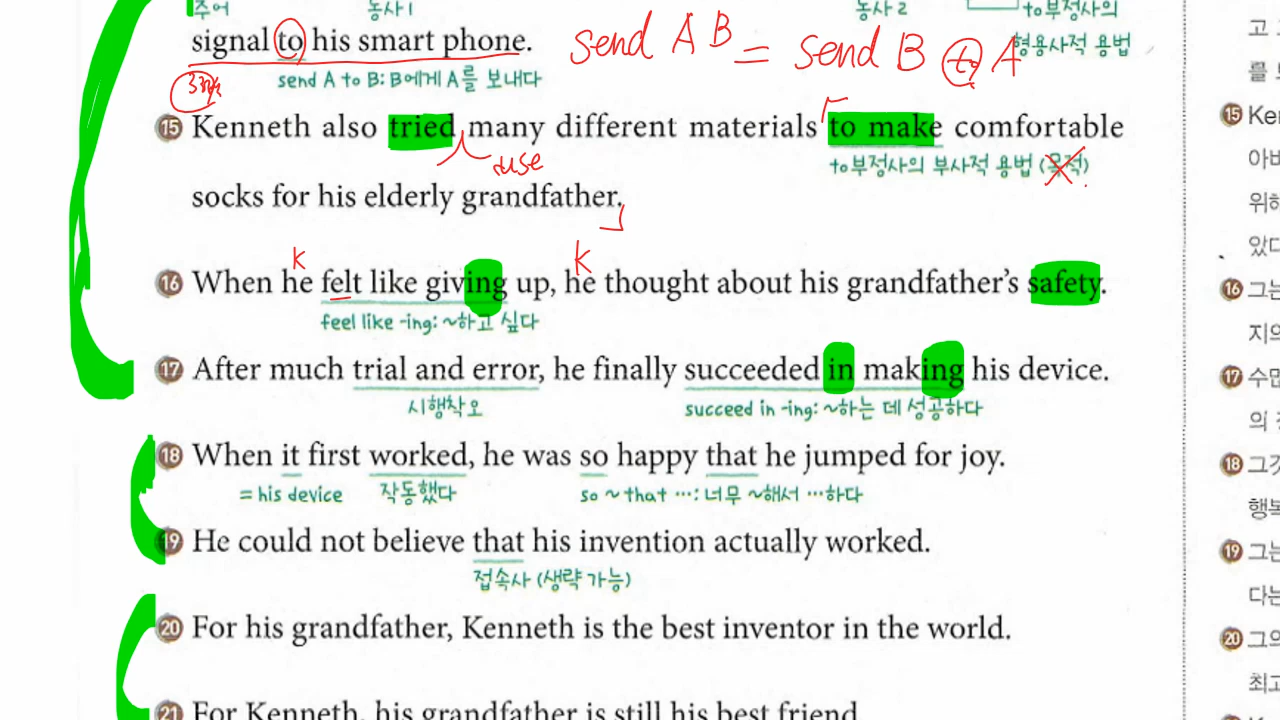 주어 동사1 동사2 to부정사의
signal to his smart phone. send A B = send B to A 형용사적 용법
send A to B: B에게 A를 보내다
⑮ Kenneth also tried many different materials to make comfortable
use to부정사의 부사적 용법 (목적)
socks for his elderly grandfather.
K K
⑯ When he felt like giving up, he thought about his grandfather's safety.
feel like -ing: ~하고 싶다
⑰ After much trial and error, he finally succeeded in making his device.
시행착오 succeed in -ing: ~하는 데 성공하다
⑱ When it first worked, he was so happy that he jumped for joy.
= his device 작동했다 so ~ that …: 너무 ~해서 …하다
⑲ He could not believe that his invention actually worked.
접속사 (생략 가능)
⑳ For his grandfather, Kenneth is the best inventor in the world.
㉑ For Kenneth, his grandfather is still his best friend.
고
를
⑮ Ke
아버
위해
았다
⑯ 그는
지의
⑰ 수면
의
⑱ 그것
행복
⑲ 그는
다는
⑳ 그의
최고